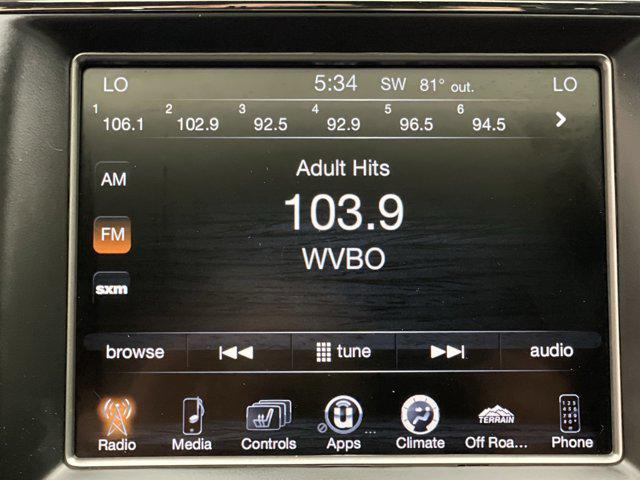 LO 5:34 SW 81° out. LO
1 106.1 2 102.9 3 92.5 4 92.9 5 96.5 6 94.5
Adult Hits
AM
103.9
FM
WVBO
sxm
browse tune audio
TERRAIN
Radio Media Controls Apps ... Climate Off Roa... Phone